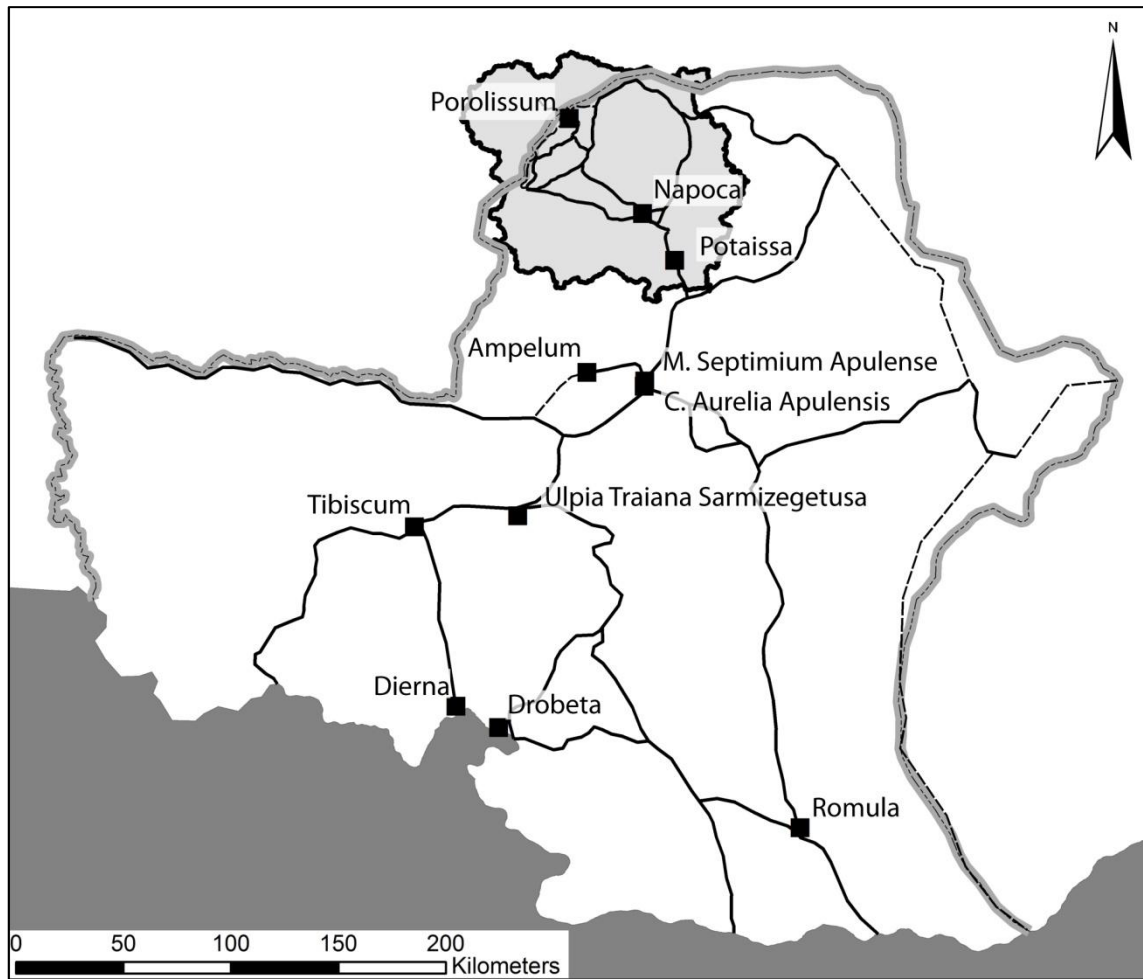 N
Porolissum
Napoca
Potaissa
Ampelum
M. Septimium Apulense
C. Aurelia Apulensis
Ulpia Traiana Sarmizegetusa
Tibiscum
Dierna
Drobeta
Romula
0 50 100 150 200
Kilometers